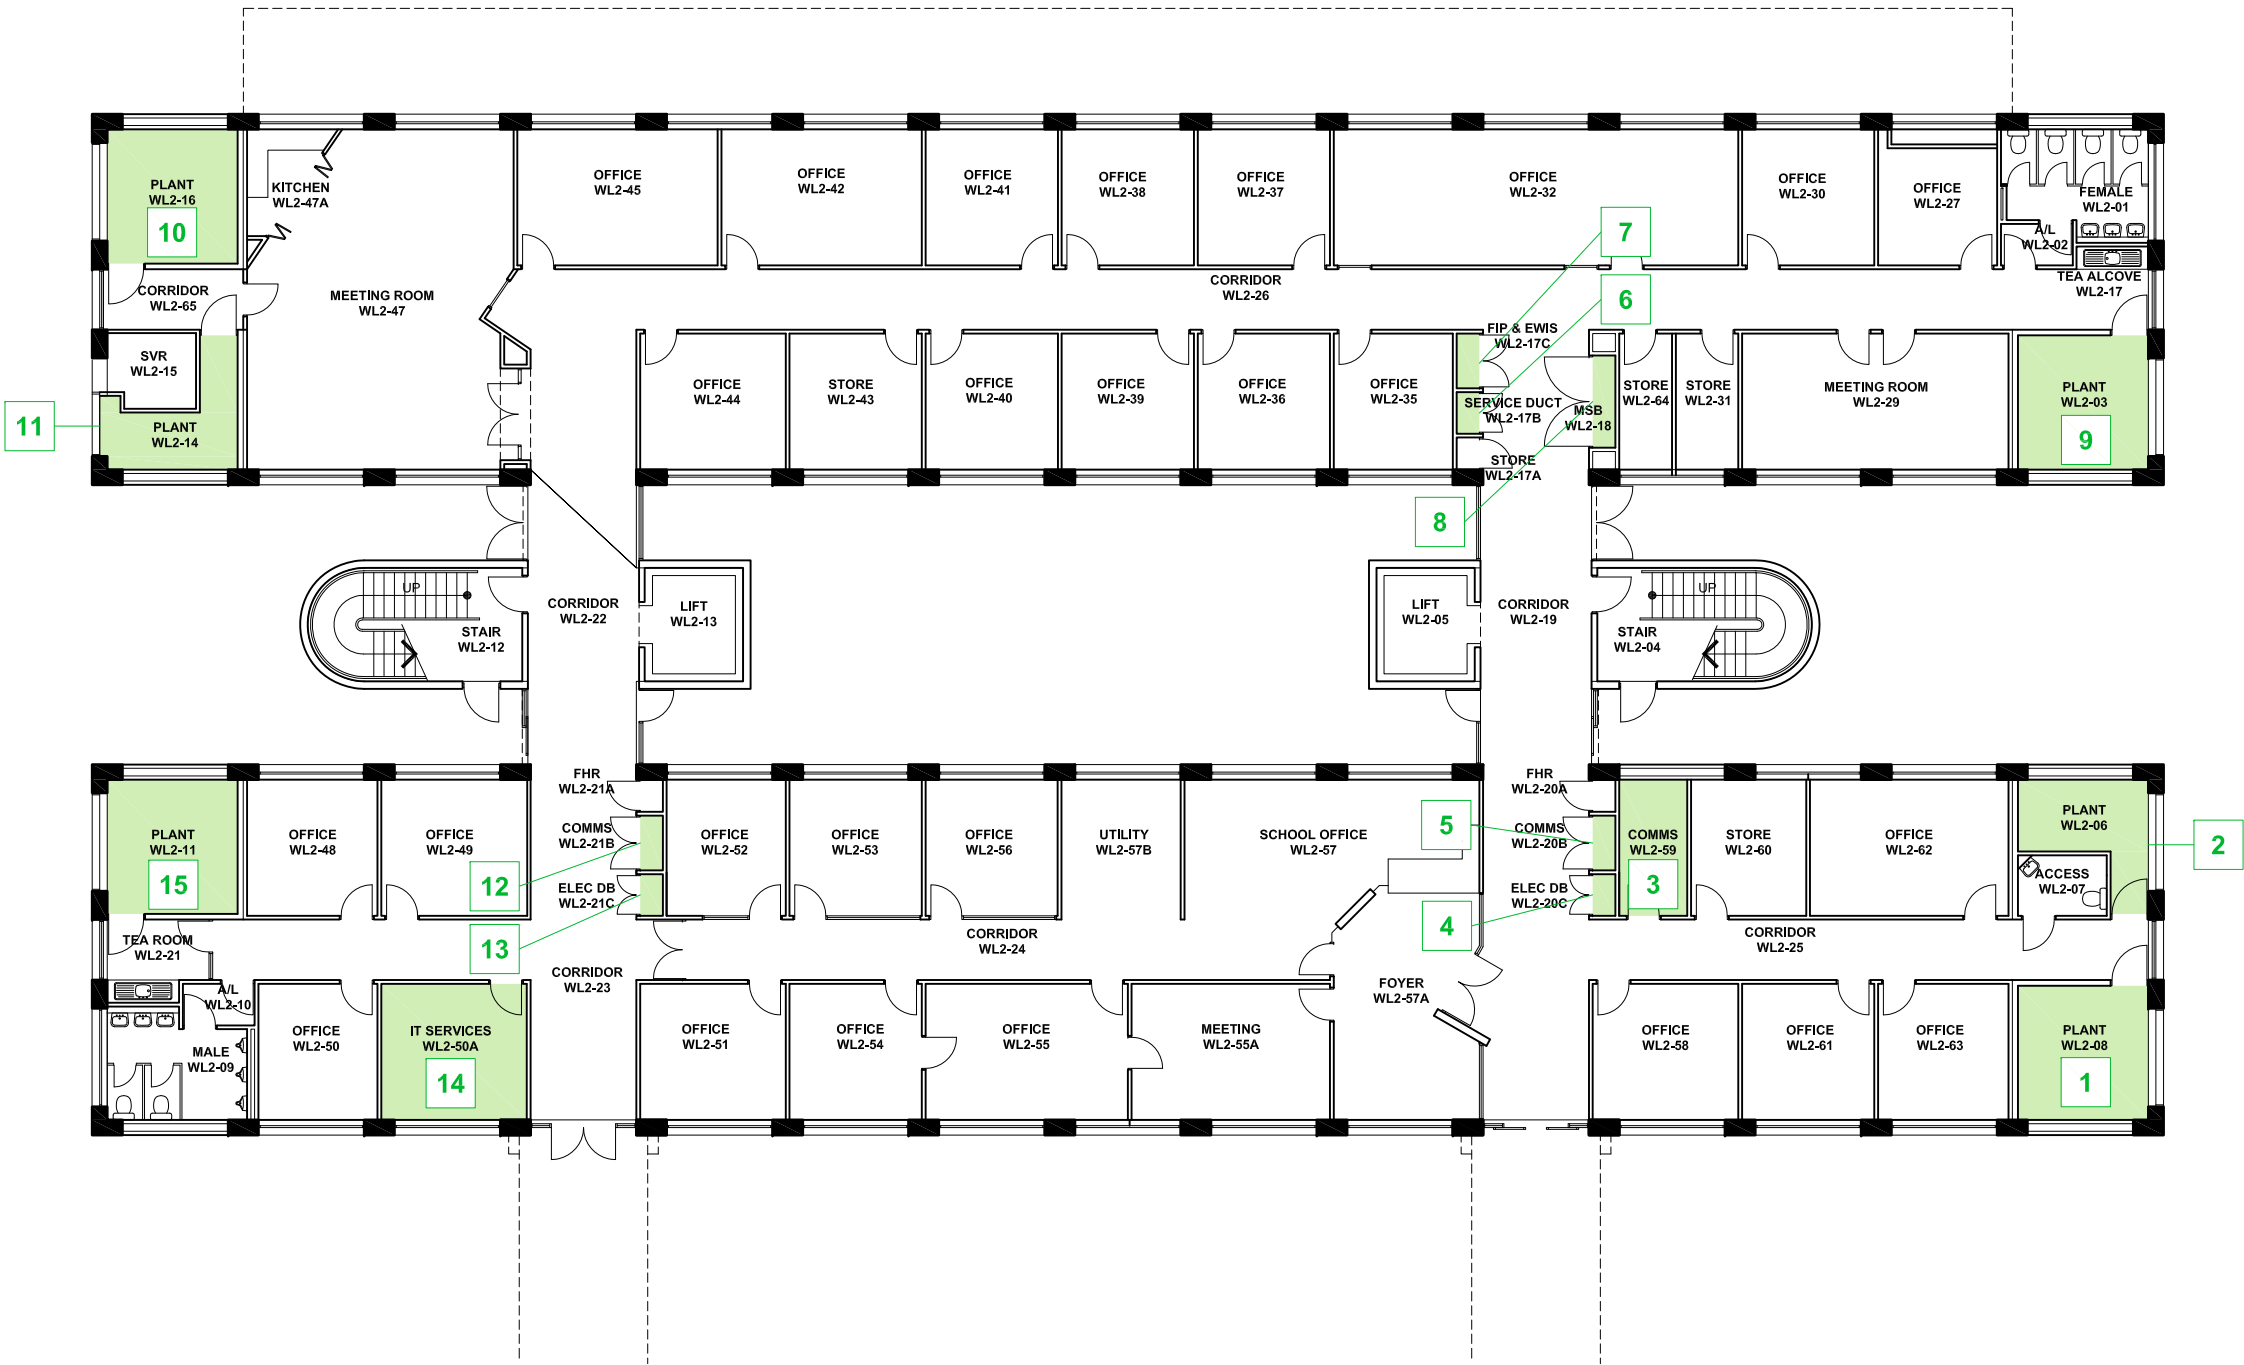 OFFICE
WL2-45
OFFICE
WL2-42
OFFICE
WL2-41
OFFICE
WL2-38
OFFICE
WL2-37
OFFICE
WL2-32
OFFICE
WL2-30
OFFICE
WL2-27
FEMALE
WL2-01
A/L
WL2-02
PLANT
WL2-16
10
KITCHEN
WL2-47A
7
6
CORRIDOR
WL2-65
MEETING ROOM
WL2-47
CORRIDOR
WL2-26
TEA ALCOVE
WL2-17
SVR
WL2-15
11
PLANT
WL2-14
OFFICE
WL2-44
STORE
WL2-43
OFFICE
WL2-40
OFFICE
WL2-39
OFFICE
WL2-36
OFFICE
WL2-35
FIP & EWIS
WL2-17C
SERVICE DUCT
WL2-17B
STORE
WL2-17A
MSB
WL2-18
STORE
WL2-64
STORE
WL2-31
MEETING ROOM
WL2-29
PLANT
WL2-03
9
8
UP
STAIR
WL2-12
CORRIDOR
WL2-22
LIFT
WL2-13
LIFT
WL2-05
CORRIDOR
WL2-19
UP
STAIR
WL2-04
PLANT
WL2-11
15
OFFICE
WL2-48
OFFICE
WL2-49
FHR
WL2-21A
COMMS
WL2-21B
12
ELEC DB
WL2-21C
13
OFFICE
WL2-52
OFFICE
WL2-53
OFFICE
WL2-56
UTILITY
WL2-57B
SCHOOL OFFICE
WL2-57
5
FHR
WL2-20A
COMMS
WL2-20B
ELEC DB
WL2-20C
4
COMMS
WL2-59
3
STORE
WL2-60
OFFICE
WL2-62
PLANT
WL2-06
2
ACCESS
WL2-07
TEA ROOM
WL2-21
CORRIDOR
WL2-24
CORRIDOR
WL2-25
A/L
WL2-10
CORRIDOR
WL2-23
FOYER
WL2-57A
MALE
WL2-09
OFFICE
WL2-50
IT SERVICES
WL2-50A
14
OFFICE
WL2-51
OFFICE
WL2-54
OFFICE
WL2-55
MEETING
WL2-55A
OFFICE
WL2-58
OFFICE
WL2-61
OFFICE
WL2-63
PLANT
WL2-08
1